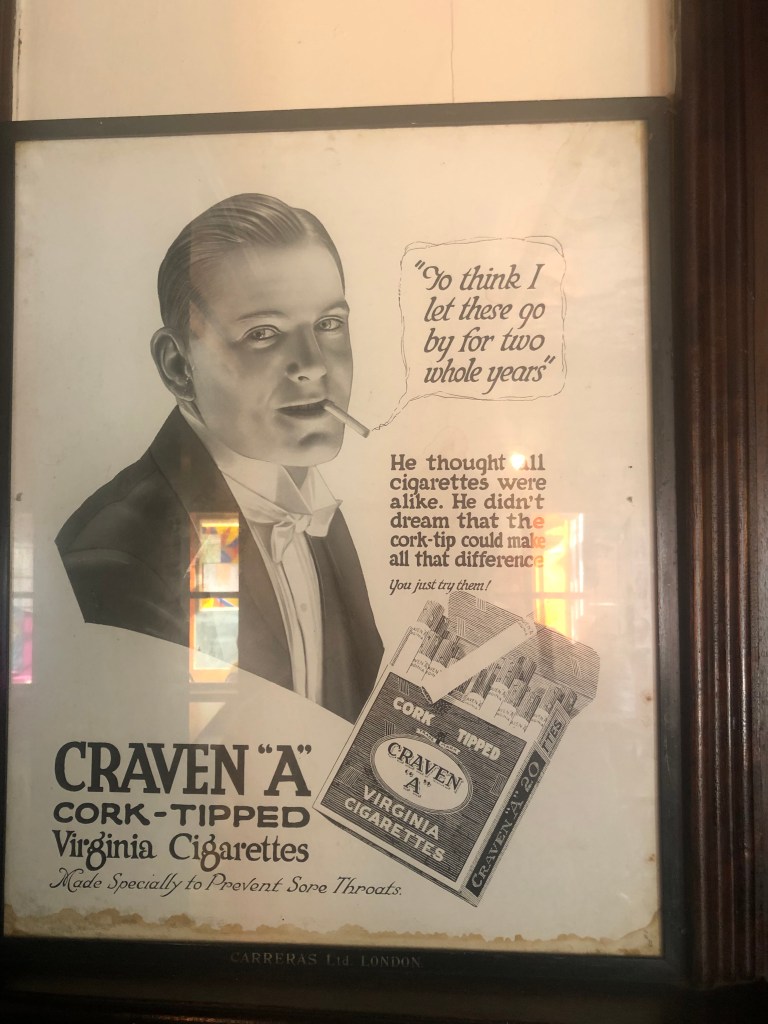 "To think I
let these go
by for two
whole years"
He thought all
cigarettes were
alike. He didn't
dream that the
cork-tip could make
all that difference
You just try them!
CORK TIPPED
CRAVEN
"A"
VIRGINIA
CIGARETTES
CRAVEN "A" 20
TTES
CRAVEN "A"
CORK-TIPPED
Virginia Cigarettes
Made Specially to Prevent Sore Throats.
CARRERAS Ltd. LONDON